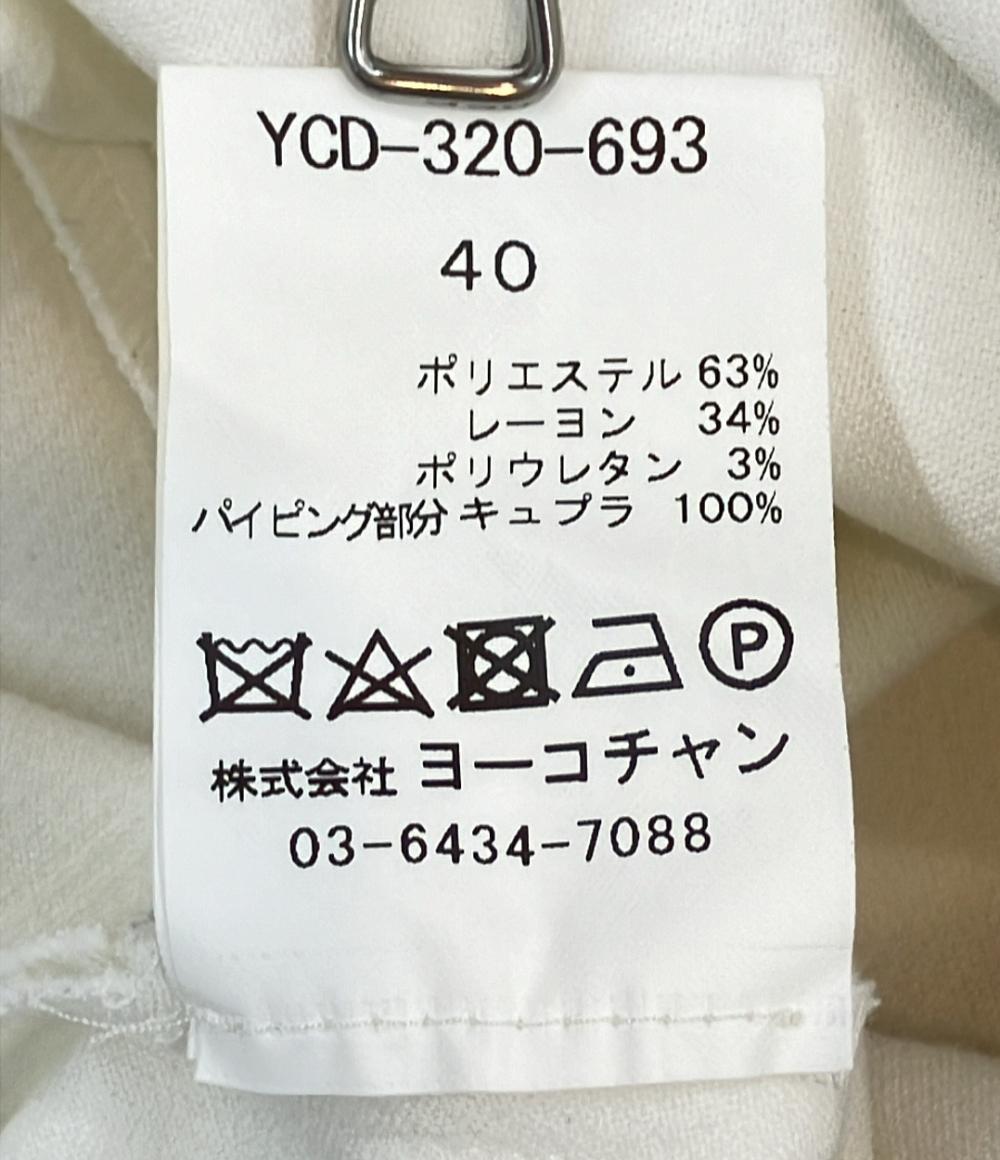 YCD-320-693
40
ポリエステル 63%
レーヨン 34%
ポリウレタン 3%
パイピング部分 キュプラ 100%
P
株式会社 ヨーコチャン
03-6434-7088